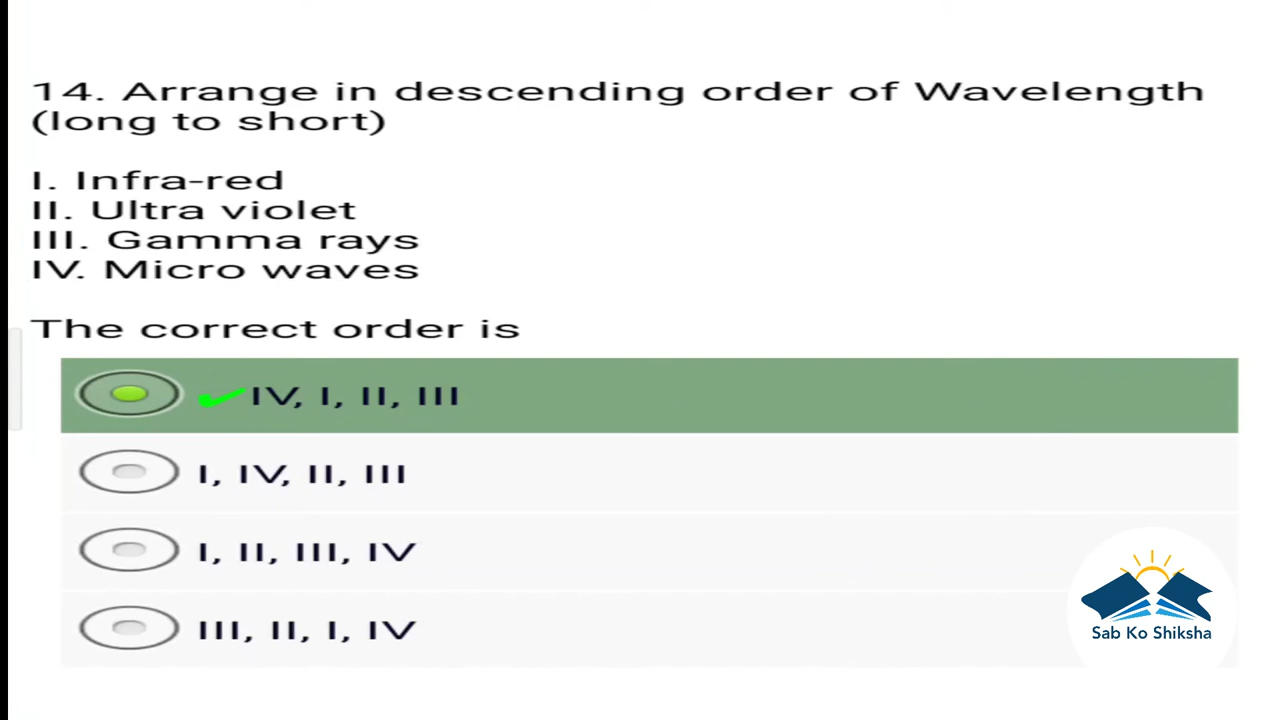 14. Arrange in descending order of Wavelength
(long to short)
I. Infra-red
II. Ultra violet
III. Gamma rays
IV. Micro waves
The correct order is
IV, I, II, III
I, IV, II, III
I, II, III, IV
III, II, I, IV
Sab Ko Shiksha